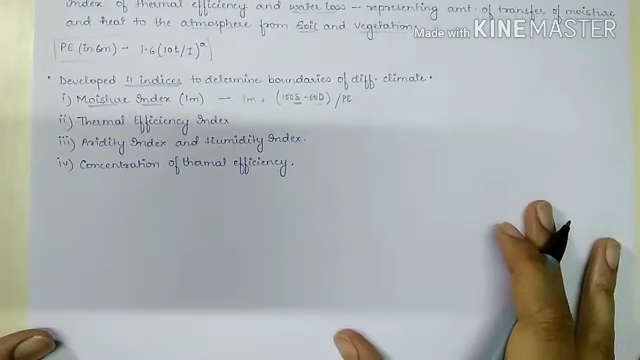 Index of thermal efficiency and water loss – representing amt. of transfer of moisture
and heat to the atmosphere from soil and vegetation.
Made with KINEMASTER
PE (in cm) – 1.6 (10t/I)ᵃ
• Developed 4 indices to determine boundaries of diff. climate.
i) Moisture Index (Im) – Im = (100S - 60D)/PE
ii) Thermal Efficiency Index
iii) Aridity Index and Humidity Index.
iv) Concentration of thermal efficiency.